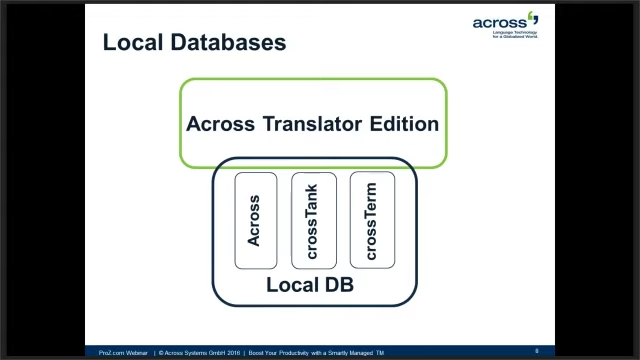 Local Databases
across
Language Technology
for a Globalized World
Across Translator Edition
Across
crossTank
crossTerm
Local DB
ProZ.com Webinar | © Across Systems GmbH 2016 | Boost Your Productivity with a Smartly Managed TM
8